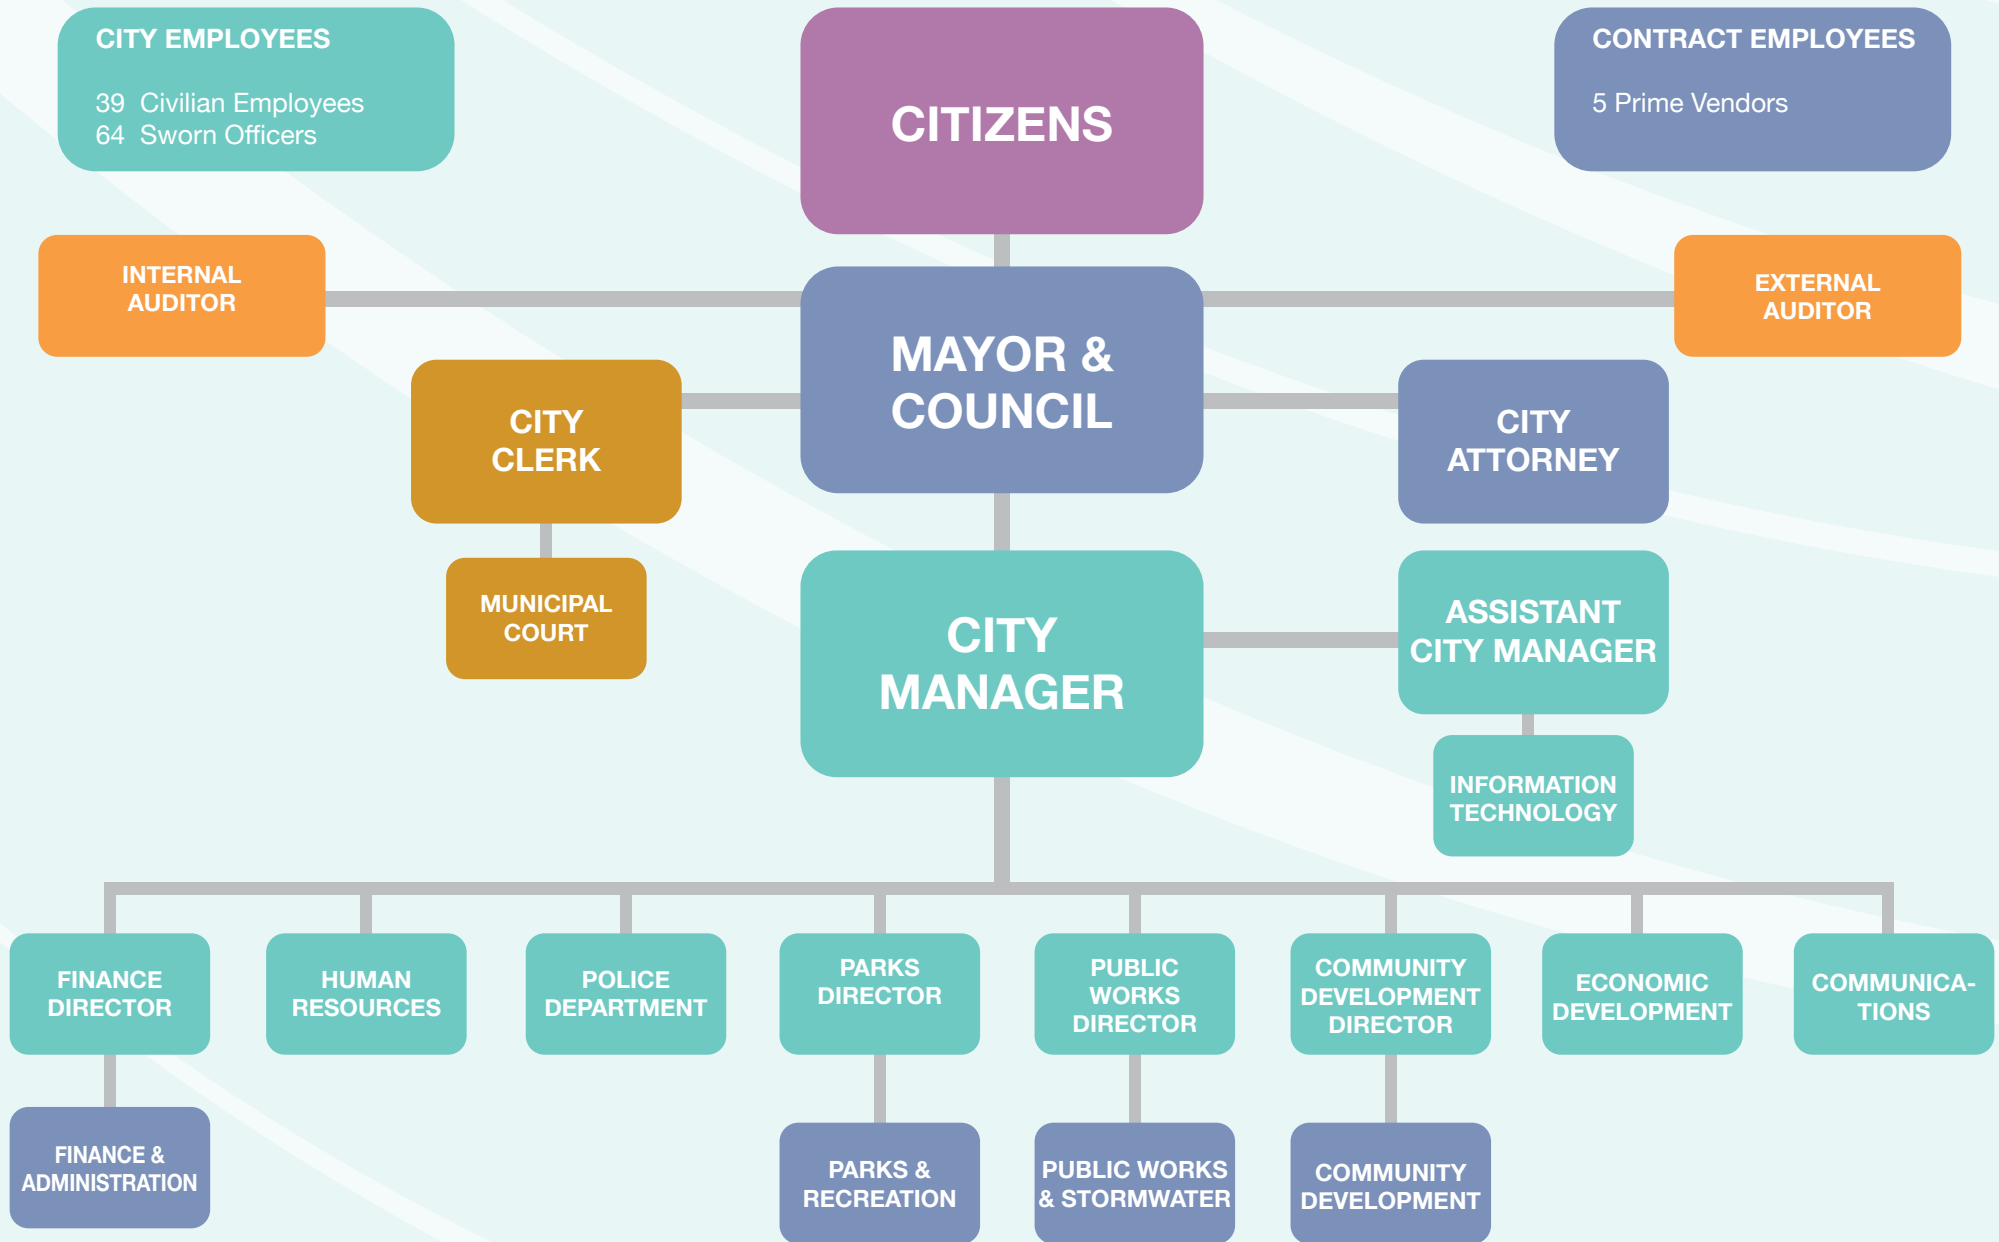 CITY EMPLOYEES
39 Civilian Employees
64 Sworn Officers
CITIZENS
CONTRACT EMPLOYEES
5 Prime Vendors
INTERNAL
AUDITOR
EXTERNAL
AUDITOR
MAYOR &
COUNCIL
CITY
CLERK
CITY
ATTORNEY
MUNICIPAL
COURT
CITY
MANAGER
ASSISTANT
CITY MANAGER
INFORMATION
TECHNOLOGY
FINANCE
DIRECTOR
HUMAN
RESOURCES
POLICE
DEPARTMENT
PARKS
DIRECTOR
PUBLIC
WORKS
DIRECTOR
COMMUNITY
DEVELOPMENT
DIRECTOR
ECONOMIC
DEVELOPMENT
COMMUNICA-
TIONS
FINANCE &
ADMINISTRATION
PARKS &
RECREATION
PUBLIC WORKS
& STORMWATER
COMMUNITY
DEVELOPMENT